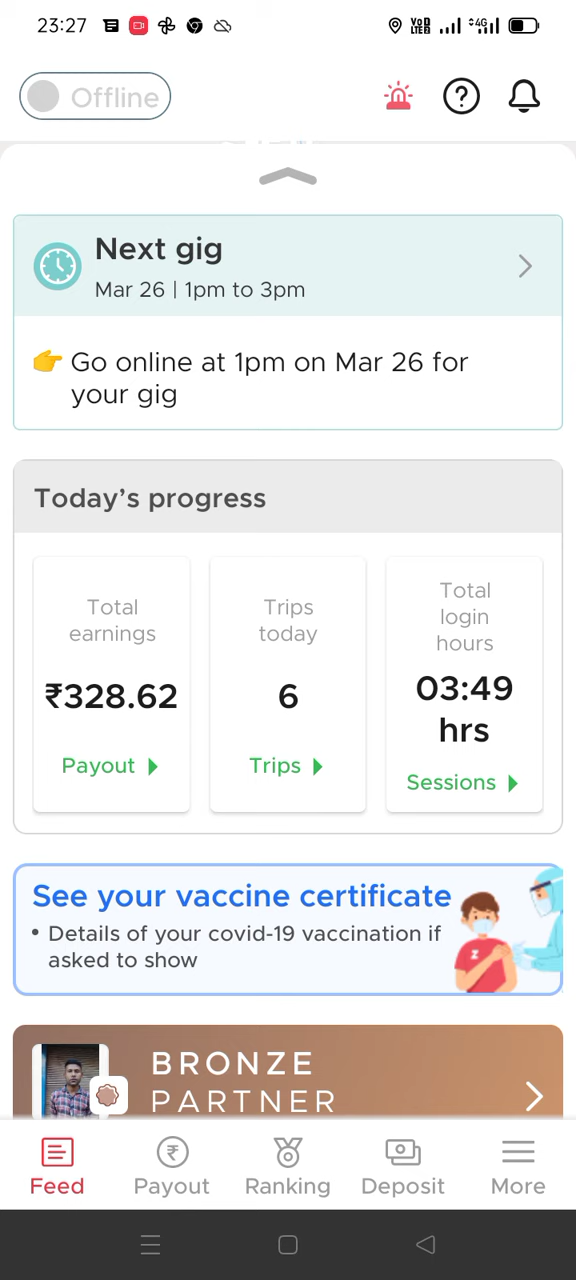 23:27
VoD LTE2
4G
Offline
Next gig
Mar 26 | 1pm to 3pm
👉 Go online at 1pm on Mar 26 for
your gig
Today's progress
Total
earnings
₹328.62
Payout
Trips
today
6
Trips
Total
login
hours
03:49
hrs
Sessions
See your vaccine certificate
• Details of your covid-19 vaccination if
asked to show
BRONZE
PARTNER
Feed
Payout
Ranking
Deposit
More